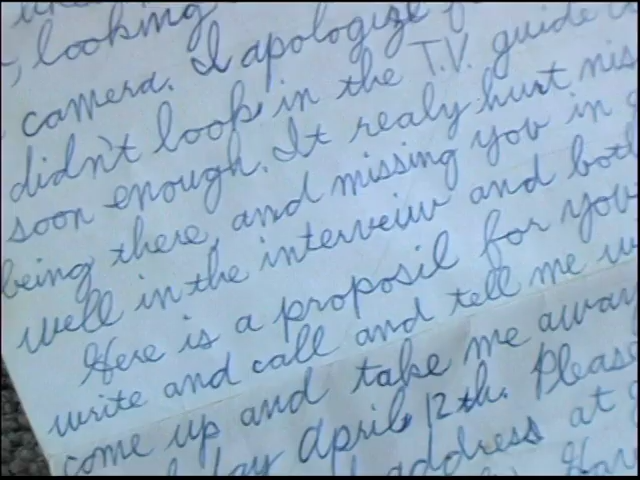 looking
camera. I apologize
didn't look in the T.V. guide
soon enough. It realy hurt
being there, and missing you in
well in the interveiw and both
Here is a proposil for you
write and call and tell me
come up and take me away
day April, 12th. Please
address at